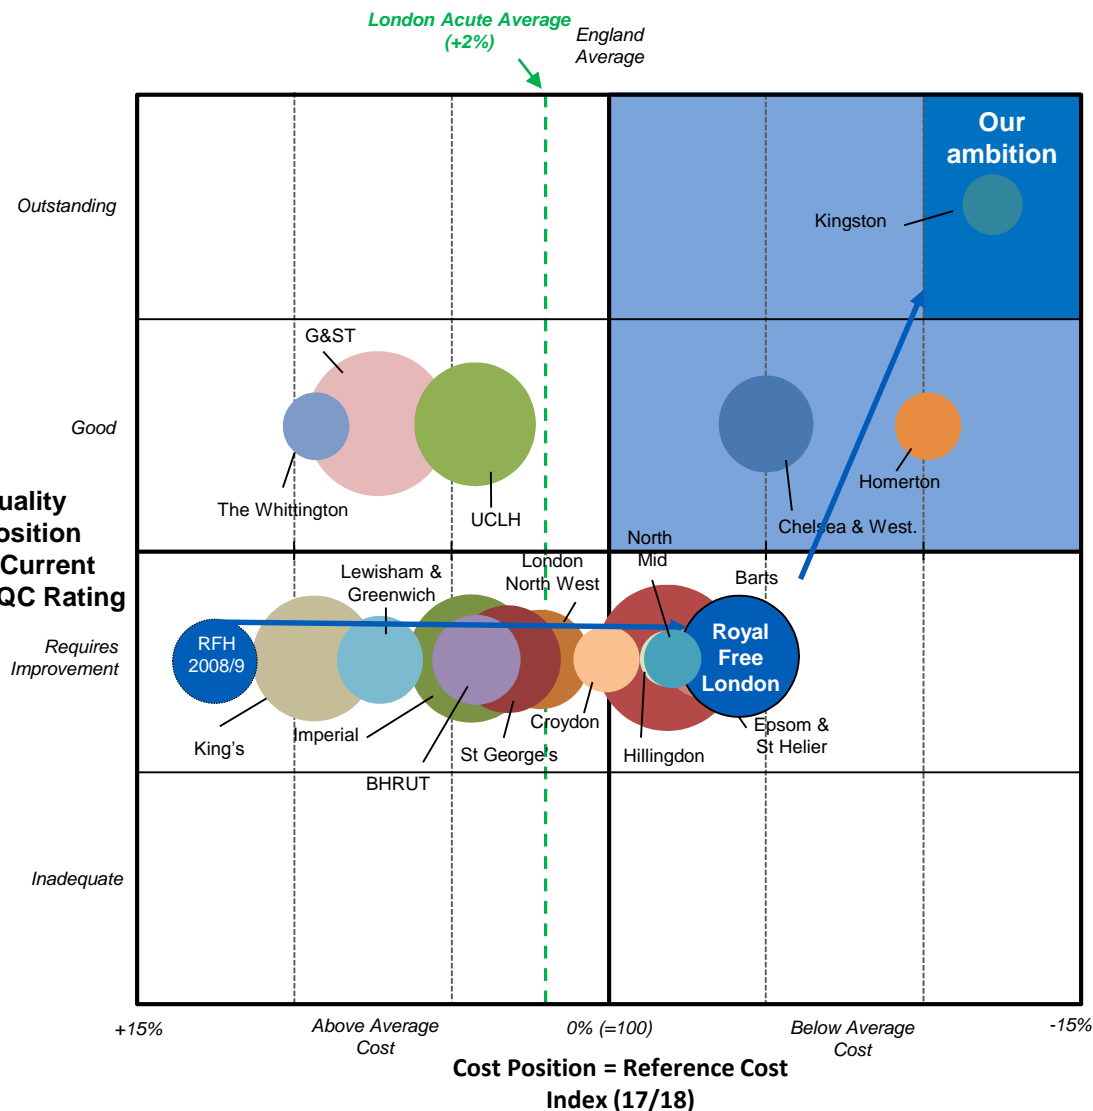 London Acute Average
(+2%)
England
Average
Our
ambition
Outstanding
Kingston
G&ST
Good
The Whittington
UCLH
Homerton
Chelsea & West.
uality
osition
Current
QC Rating
North
Mid
London
North West
Lewisham &
Greenwich
Barts
Requires
Improvement
RFH
2008/9
Royal
Free
London
King's
Imperial
BHRUT
St George's
Croydon
Hillingdon
Epsom &
St Helier
Inadequate
+15%
Above Average
Cost
0% (=100)
Below Average
Cost
-15%
Cost Position = Reference Cost
Index (17/18)